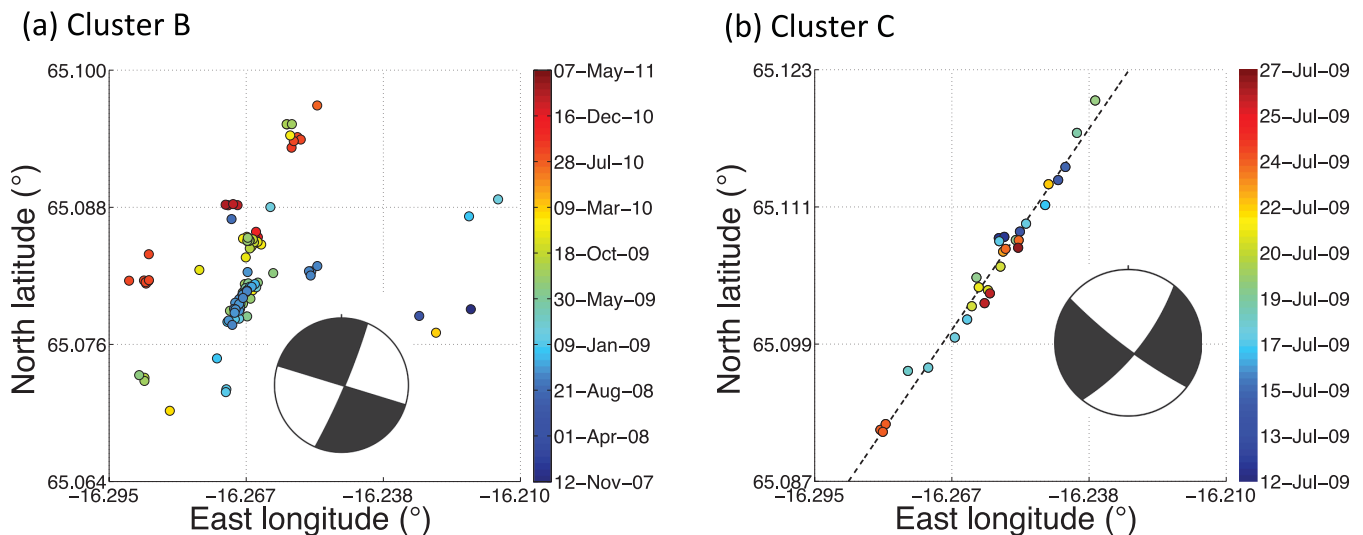 (a) Cluster B
65.100
65.088
65.076
65.064
North latitude (°)
−16.295
−16.267
−16.238
−16.210
East longitude (°)
07−May−11
16−Dec−10
28−Jul−10
09−Mar−10
18−Oct−09
30−May−09
09−Jan−09
21−Aug−08
01−Apr−08
12−Nov−07
(b) Cluster C
65.123
65.111
65.099
65.087
North latitude (°)
−16.295
−16.267
−16.238
−16.210
East longitude (°)
27−Jul−09
25−Jul−09
24−Jul−09
22−Jul−09
20−Jul−09
19−Jul−09
17−Jul−09
15−Jul−09
13−Jul−09
12−Jul−09